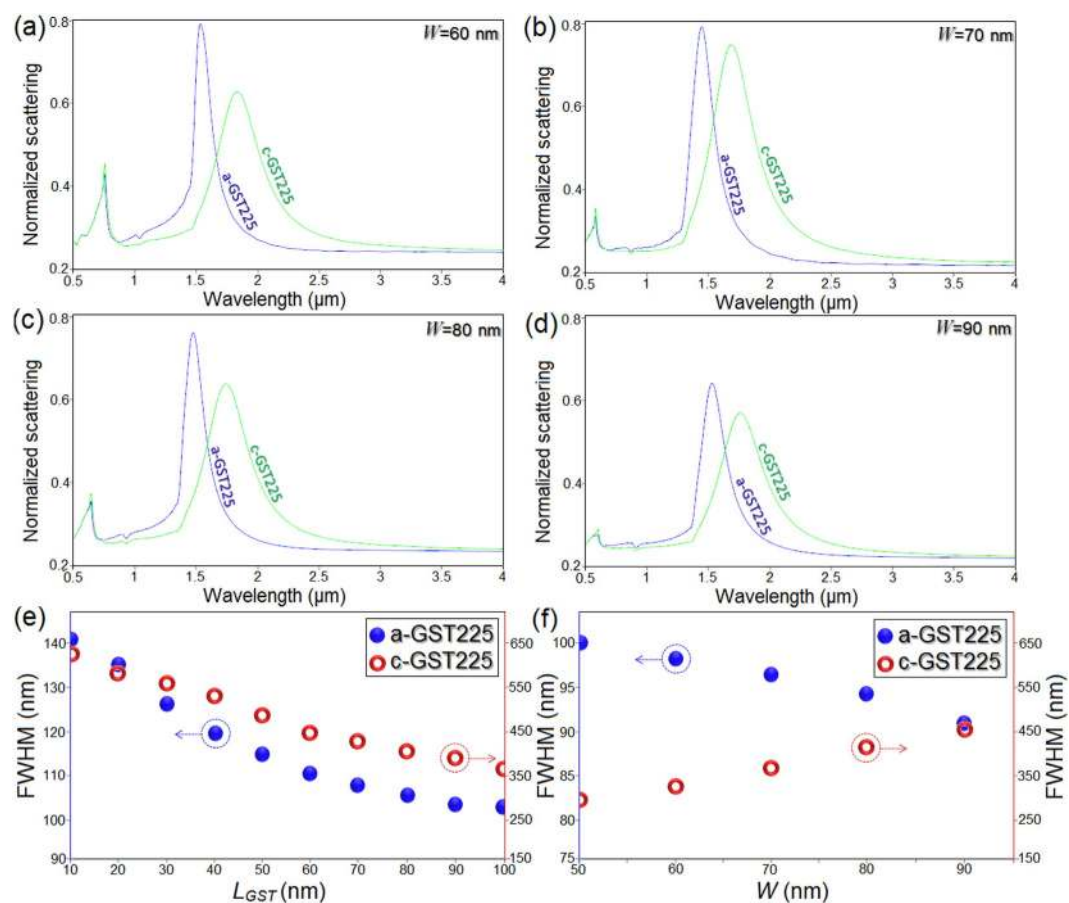 (a)
W=60 nm
0.8
0.6
0.4
0.2
Normalized scattering
a-GST225
c-GST225
0.5 1 1.5 2 2.5 3 3.5 4
Wavelength (µm)
(b)
W=70 nm
0.8
0.6
0.4
0.2
Normalized scattering
a-GST225
c-GST225
0.5 1 1.5 2 2.5 3 3.5 4
Wavelength (µm)
(c)
W=80 nm
0.8
0.6
0.4
0.2
Normalized scattering
a-GST225
c-GST225
0.5 1 1.5 2 2.5 3 3.5 4
Wavelength (µm)
(d)
W=90 nm
0.8
0.6
0.4
0.2
Normalized scattering
a-GST225
c-GST225
0.5 1 1.5 2 2.5 3 3.5 4
Wavelength (µm)
(e)
a-GST225
c-GST225
140
130
120
110
100
90
FWHM (nm)
650
550
450
350
250
150
FWHM (nm)
10 20 30 40 50 60 70 80 90 100
LGST (nm)
(f)
a-GST225
c-GST225
100
95
90
85
80
75
FWHM (nm)
650
550
450
350
250
150
FWHM (nm)
50 60 70 80 90
W (nm)